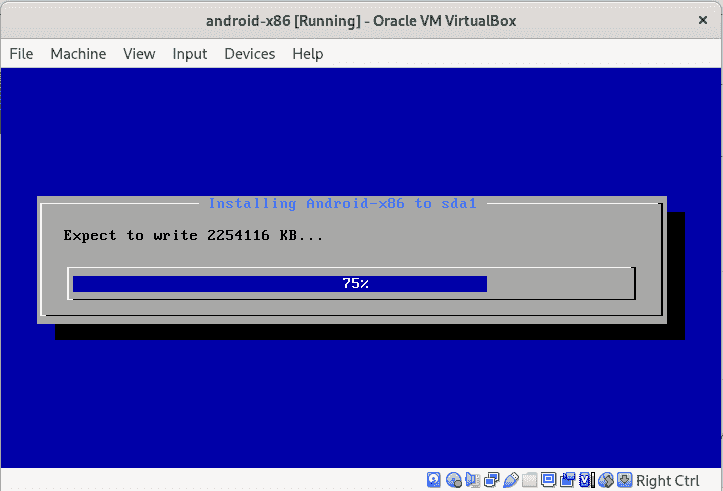 android-x86 [Running] - Oracle VM VirtualBox
File Machine View Input Devices Help
Installing Android-x86 to sda1
Expect to write 2254116 KB...
75%
Right Ctrl